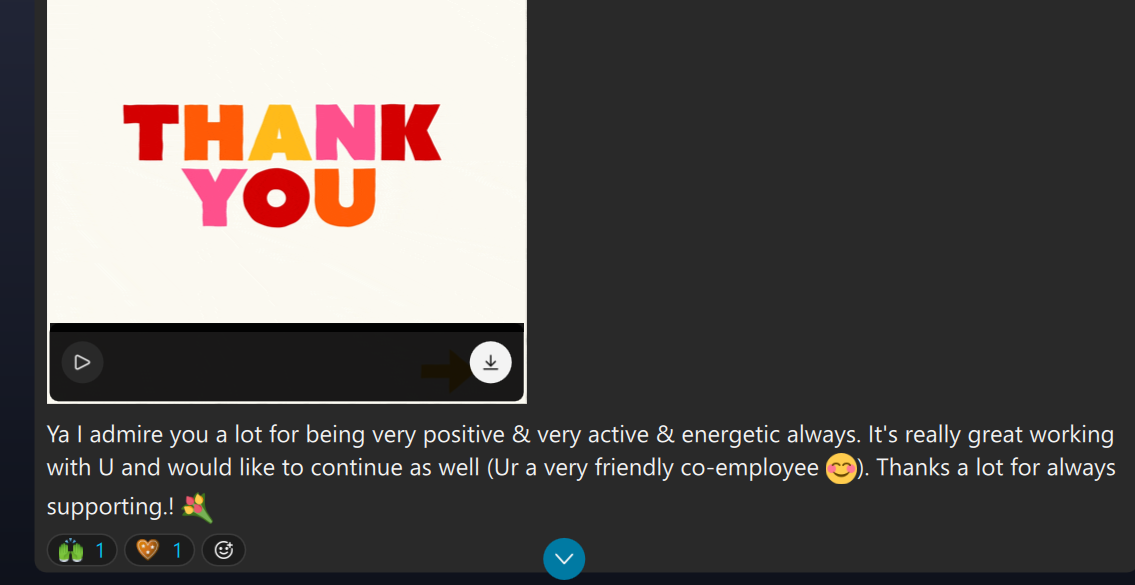 THANK
YOU
Ya I admire you a lot for being very positive & very active & energetic always. It's really great working
with U and would like to continue as well (Ur a very friendly co-employee 😊). Thanks a lot for always
supporting.! 💐
1 1